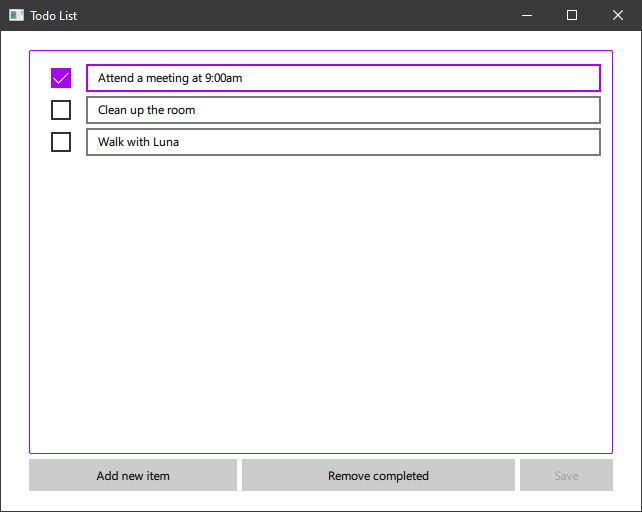 Todo List
Attend a meeting at 9:00am
Clean up the room
Walk with Luna
Add new item Remove completed Save